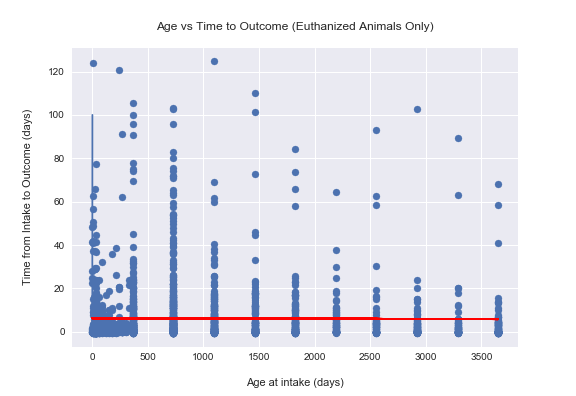 Age vs Time to Outcome (Euthanized Animals Only)
120
100
80
60
40
20
0
Time from Intake to Outcome (days)
0 500 1000 1500 2000 2500 3000 3500
Age at intake (days)